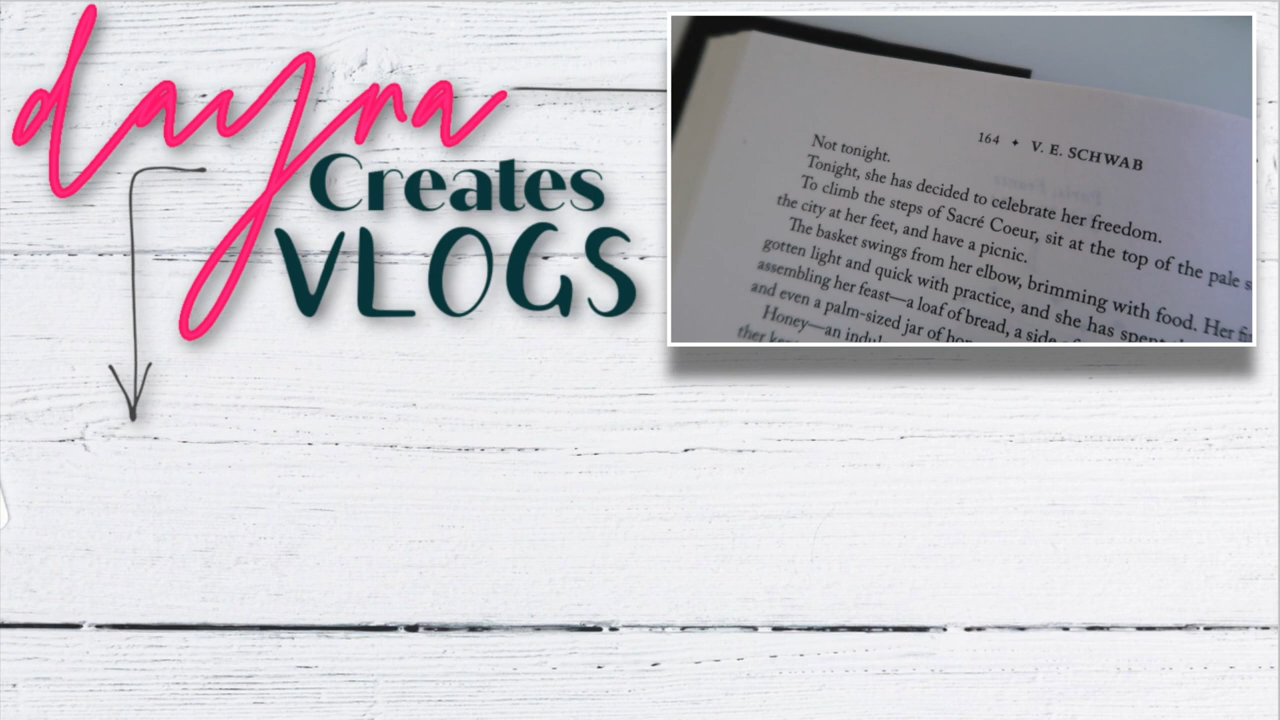 dayra
Creates
VLOGS
164 ✦ V. E. SCHWAB
Not tonight.
Tonight, she has decided to celebrate her freedom.
To climb the steps of Sacré Coeur, sit at the top of the pale
the city at her feet, and have a picnic.
The basket swings from her elbow, brimming with food. Her
gotten light and quick with practice, and she has spent
assembling her feast—a loaf of bread, a side
and even a palm-sized jar of
Honey—an